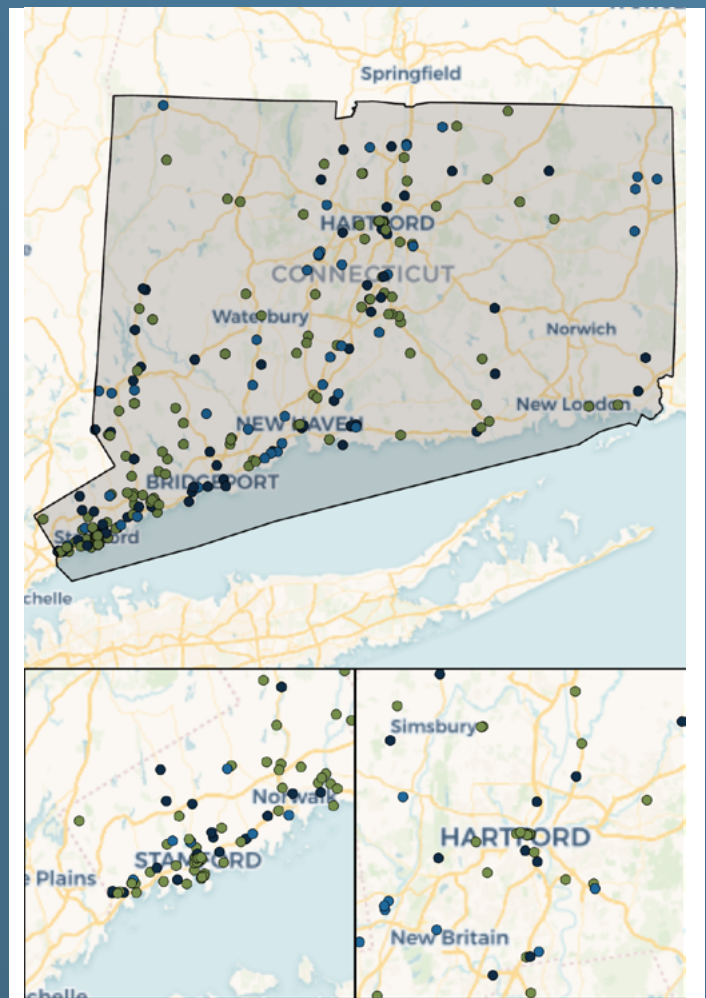 Springfield
HARTFORD
CONNECTICUT
Waterbury
Norwich
New London
NEW HAVEN
BRIDGEPORT
Stamford
chelle
Norwalk
STAMFORD
e Plains
chelle
Simsbury
HARTFORD
New Britain